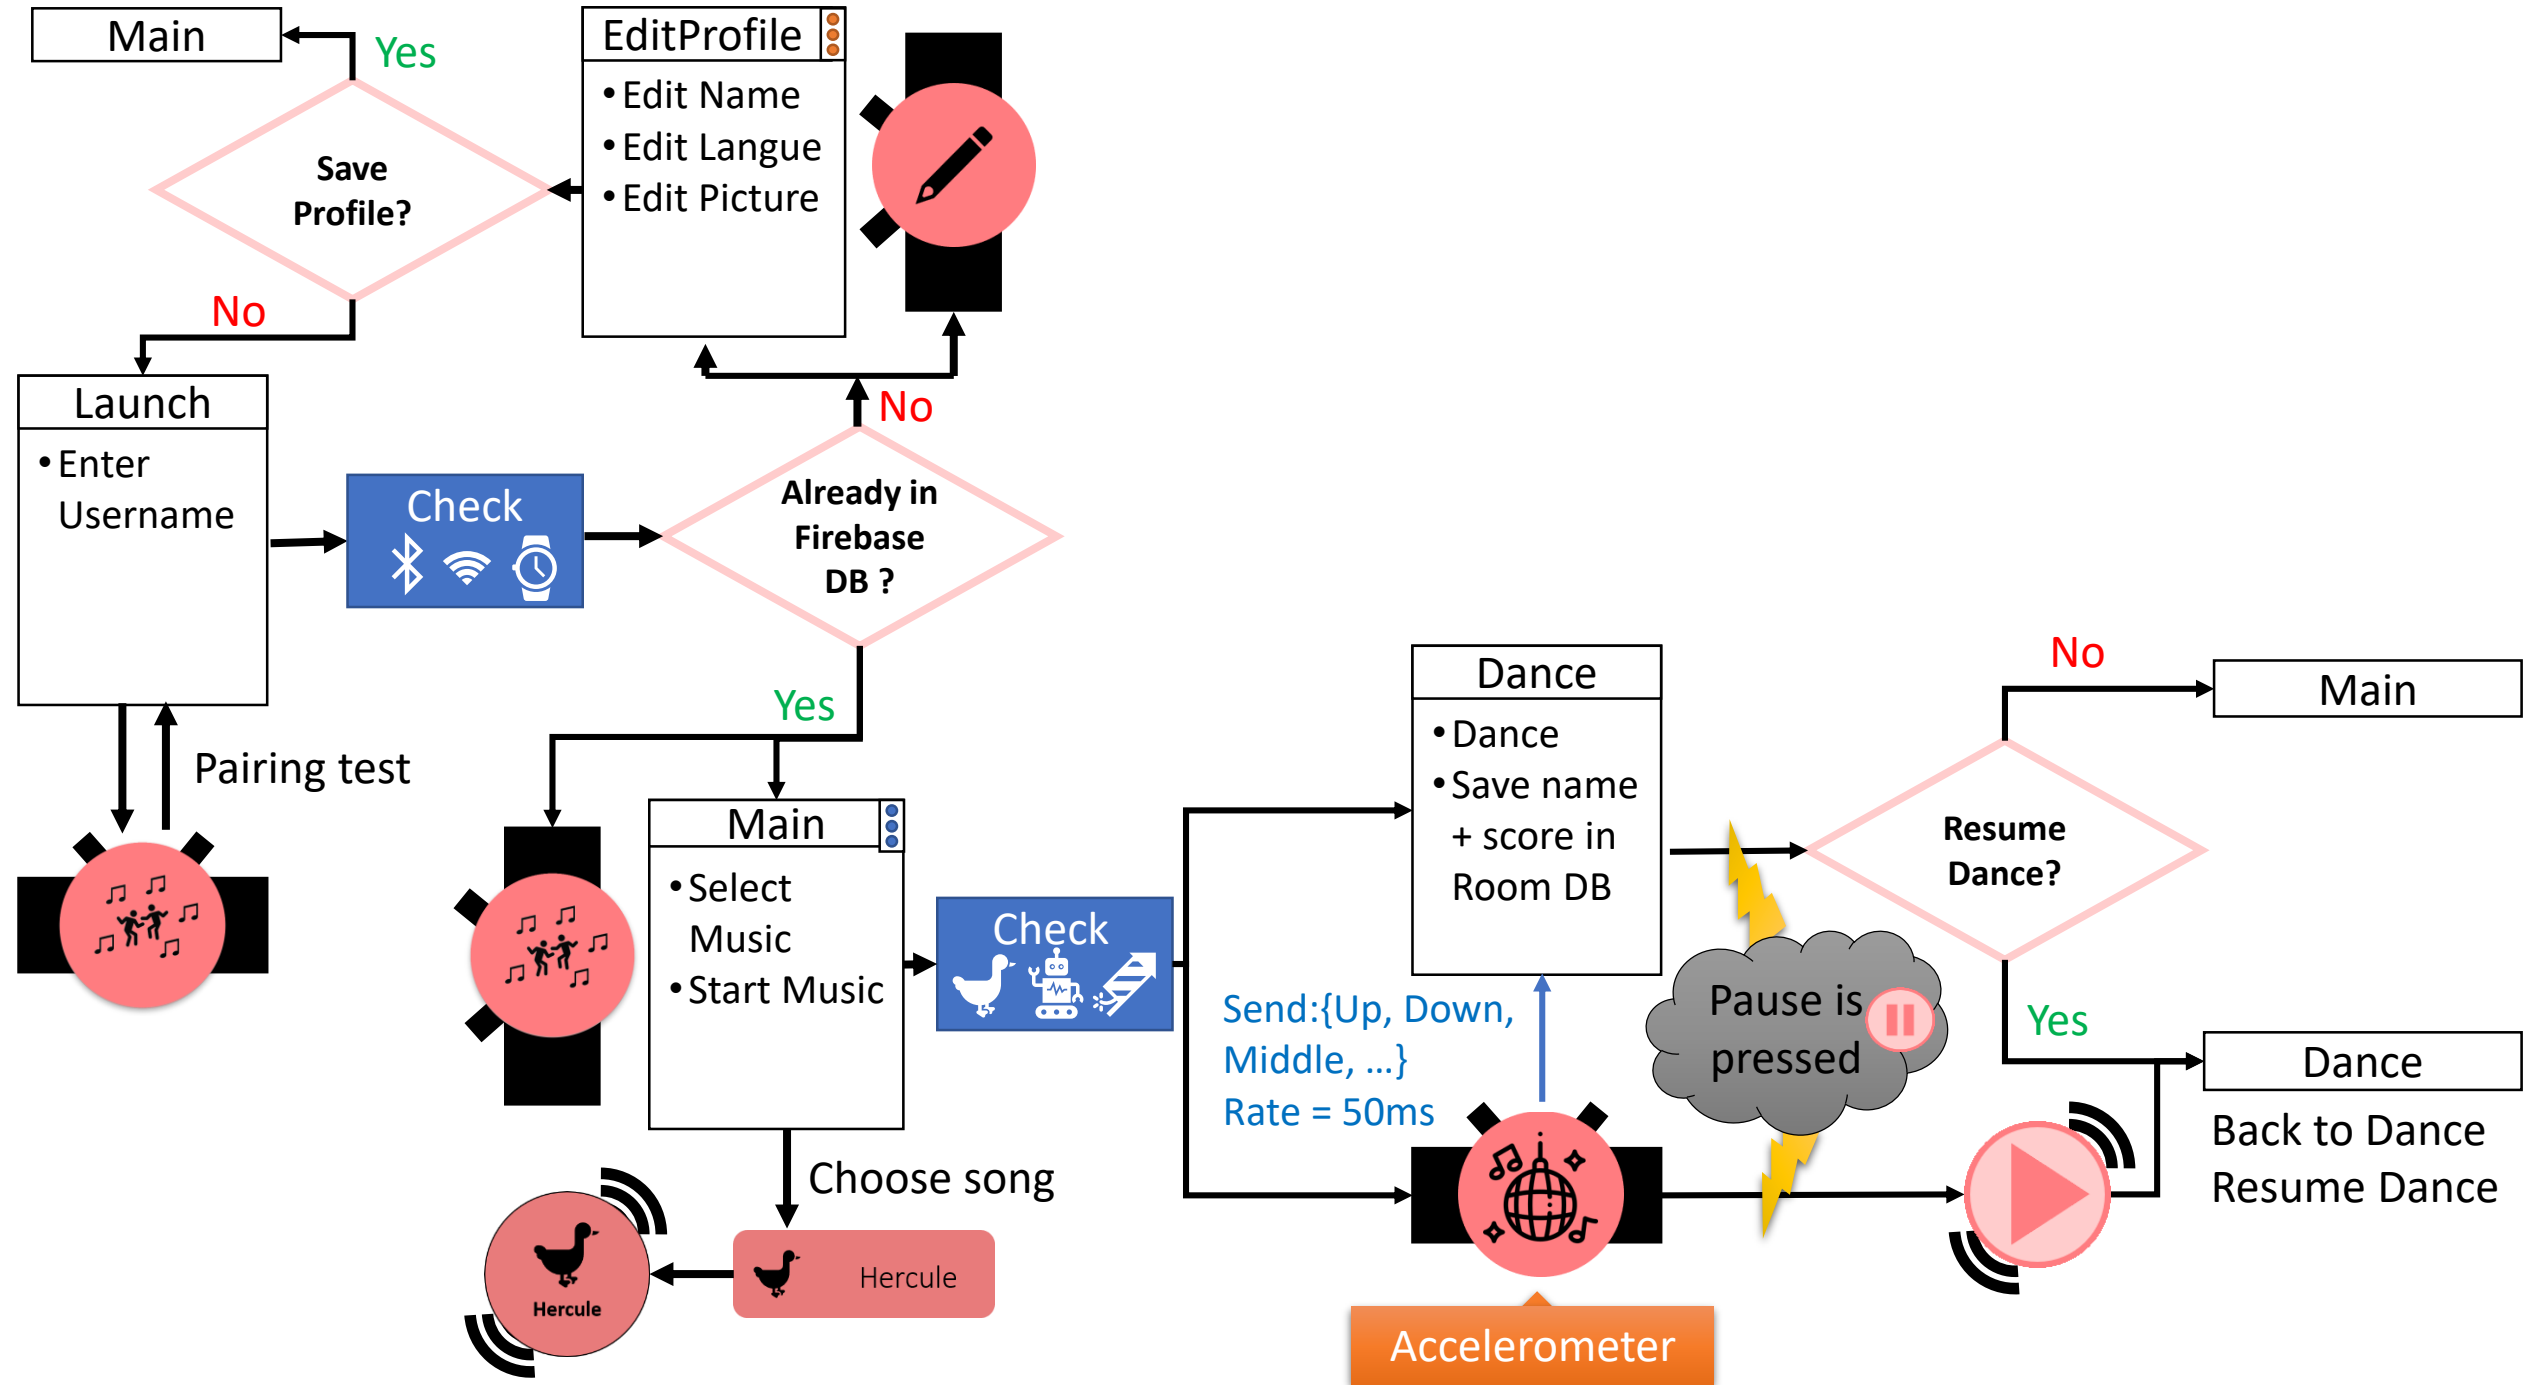 Main
Yes
Save
Profile?
No
EditProfile
•Edit Name
•Edit Langue
•Edit Picture
Launch
•Enter
Username
Check
Already in
Firebase
DB ?
No
Yes
Pairing test
Main
•Select
Music
•Start Music
Check
Choose song
Hercule
Hercule
Dance
•Dance
•Save name
+ score in
Room DB
Send:{Up, Down,
Middle, ...}
Rate = 50ms
Accelerometer
Pause is
pressed
Resume
Dance?
No
Main
Yes
Dance
Back to Dance
Resume Dance